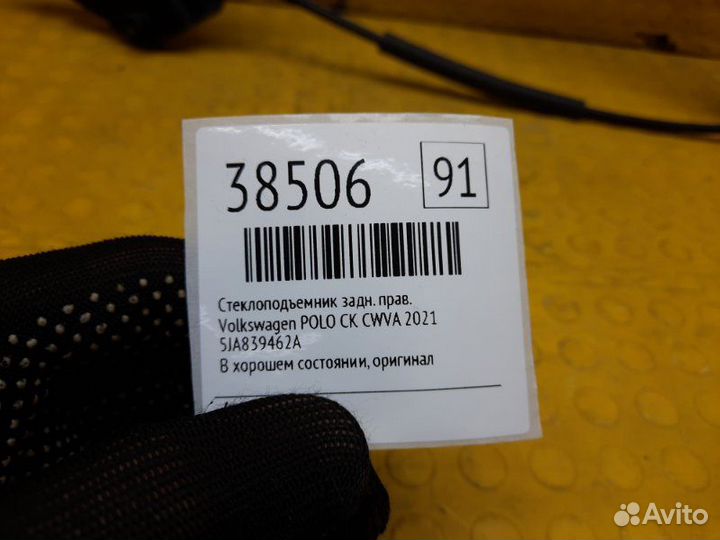 38506
91
Стеклоподъемник задн. прав.
Volkswagen POLO CK CWVA 2021
5JA839462A
В хорошем состоянии, оригинал
Avito